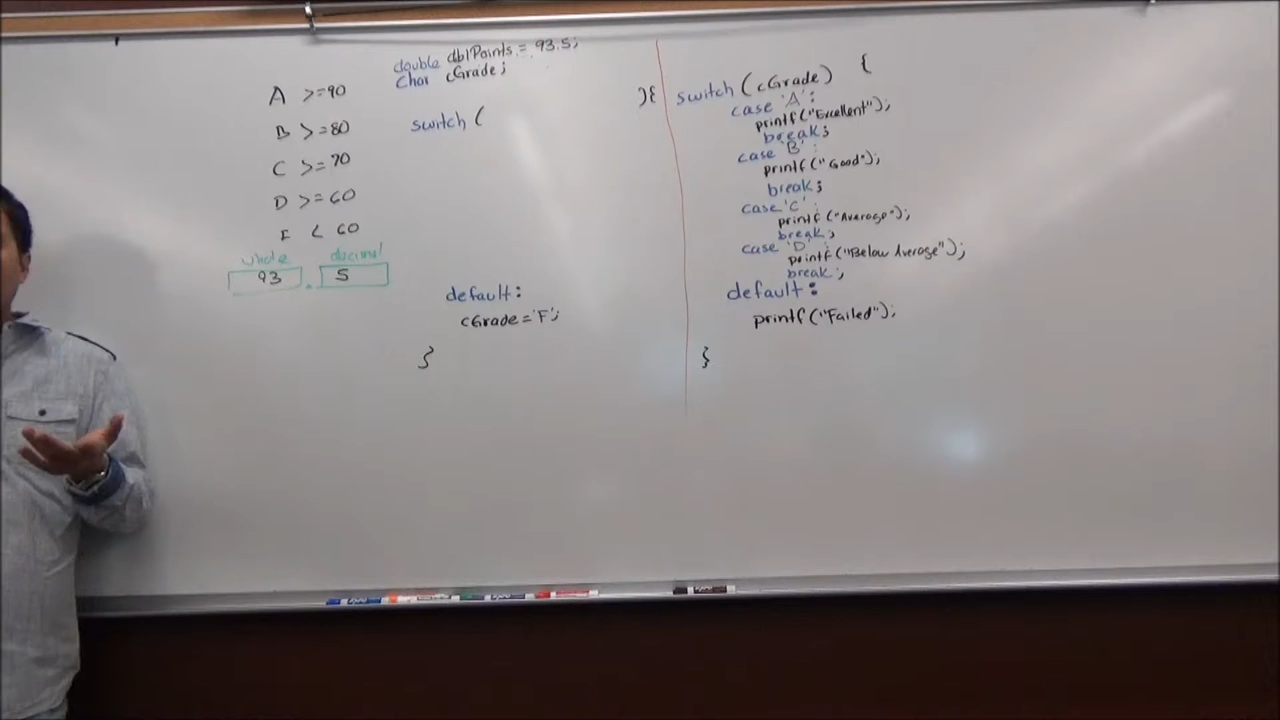 A >=90
B >=80
C >=70
D >=60
F < 60
whole decimal
93 . 5
double dblPoints = 93.5;
Char cGrade;
switch ( ){
default:
cGrade='F';
}
switch (cGrade) {
case 'A':
printf("Excellent");
break;
case 'B':
printf("Good");
break;
case 'C':
printf("Average");
break;
case 'D':
printf("Below Average");
break;
default:
printf("Failed");
}